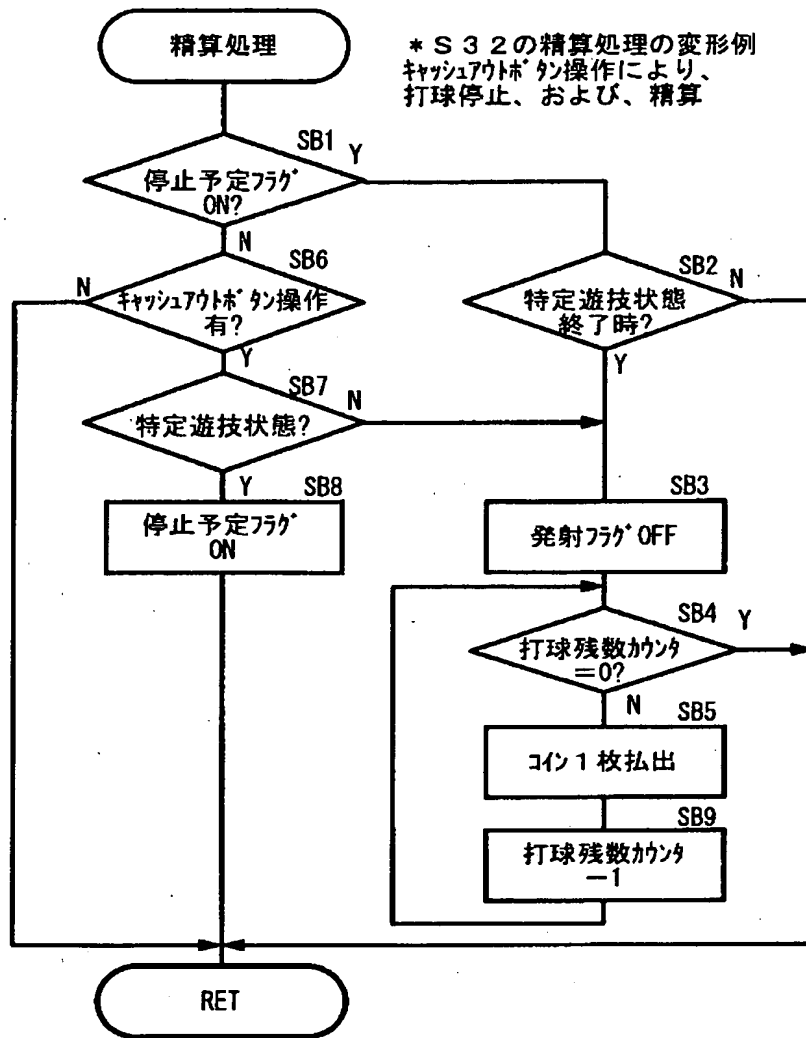 精算処理
*S32の精算処理の変形例
ｷｬｯｼｭｱｳﾄﾎﾞﾀﾝ操作により、
打球停止、および、精算
SB1
Y
停止予定ﾌﾗｸﾞ
ON?
N
SB6
N
ｷｬｯｼｭｱｳﾄﾎﾞﾀﾝ操作
有?
Y
SB2
N
特定遊技状態
終了時?
Y
SB7
N
特定遊技状態?
Y
SB8
停止予定ﾌﾗｸﾞ
ON
SB3
発射ﾌﾗｸﾞOFF
SB4
Y
打球残数ｶｳﾝﾀ
=0?
N
SB5
ｺｲﾝ1枚払出
SB9
打球残数ｶｳﾝﾀ
-1
RET